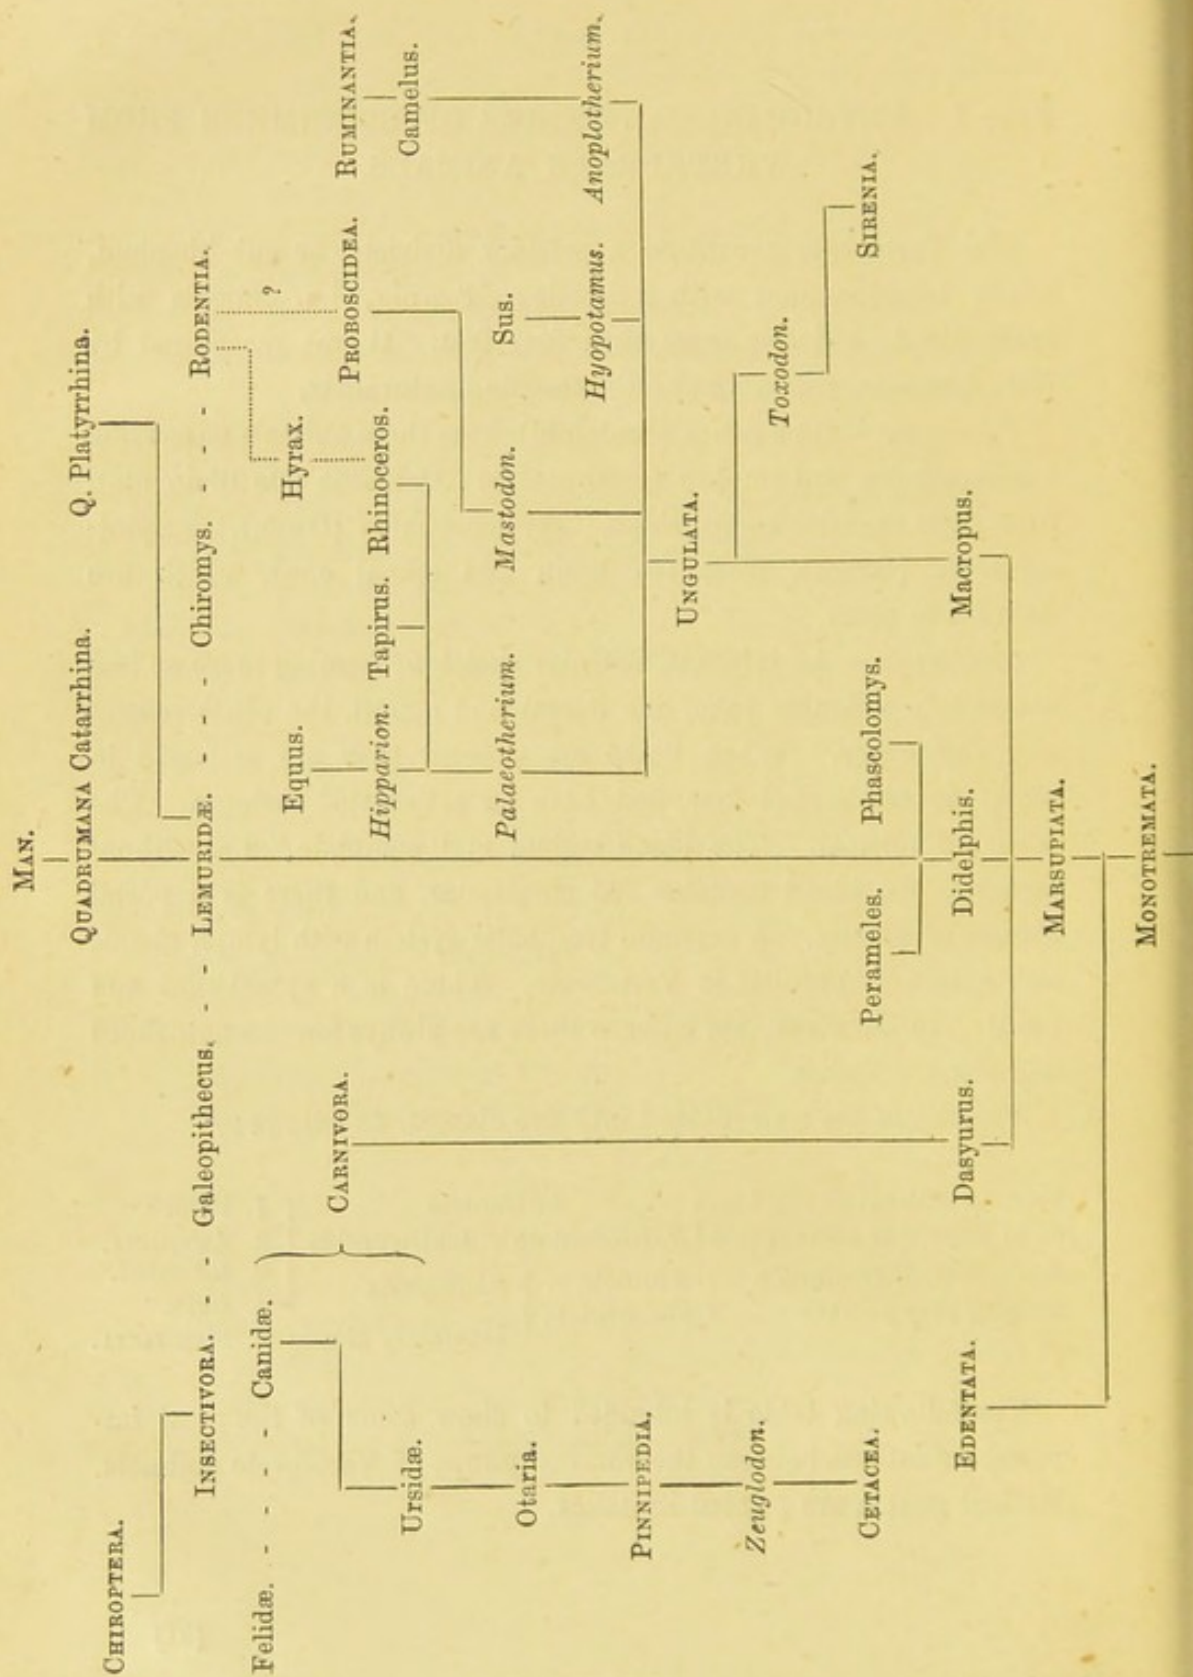 MAN.
QUADRUMANA Catarrhina. Q. Platyrrhina.
CHIROPTERA.
INSECTIVORA. - - Galeopithecus. - - LEMURIDÆ. - - - Chiromys. - - - RODENTIA.
Felidæ. - - - - Canidæ. ?
Equus. Hyrax.
CARNIVORA. PROBOSCIDEA. RUMINANTIA.
Hipparion. Tapirus. Rhinoceros.
Ursidæ. Camelus.
Otaria. Palaeotherium. Mastodon. Sus.
Hyopotamus. Anoplotherium.
PINNIPEDIA.
UNGULATA.
Zeuglodon. Toxodon.
CETACEA. Perameles. Phascolomys. SIRENIA.
EDENTATA. Dasyurus. Didelphis. Macropus.
MARSUPIATA.
MONOTREMATA.